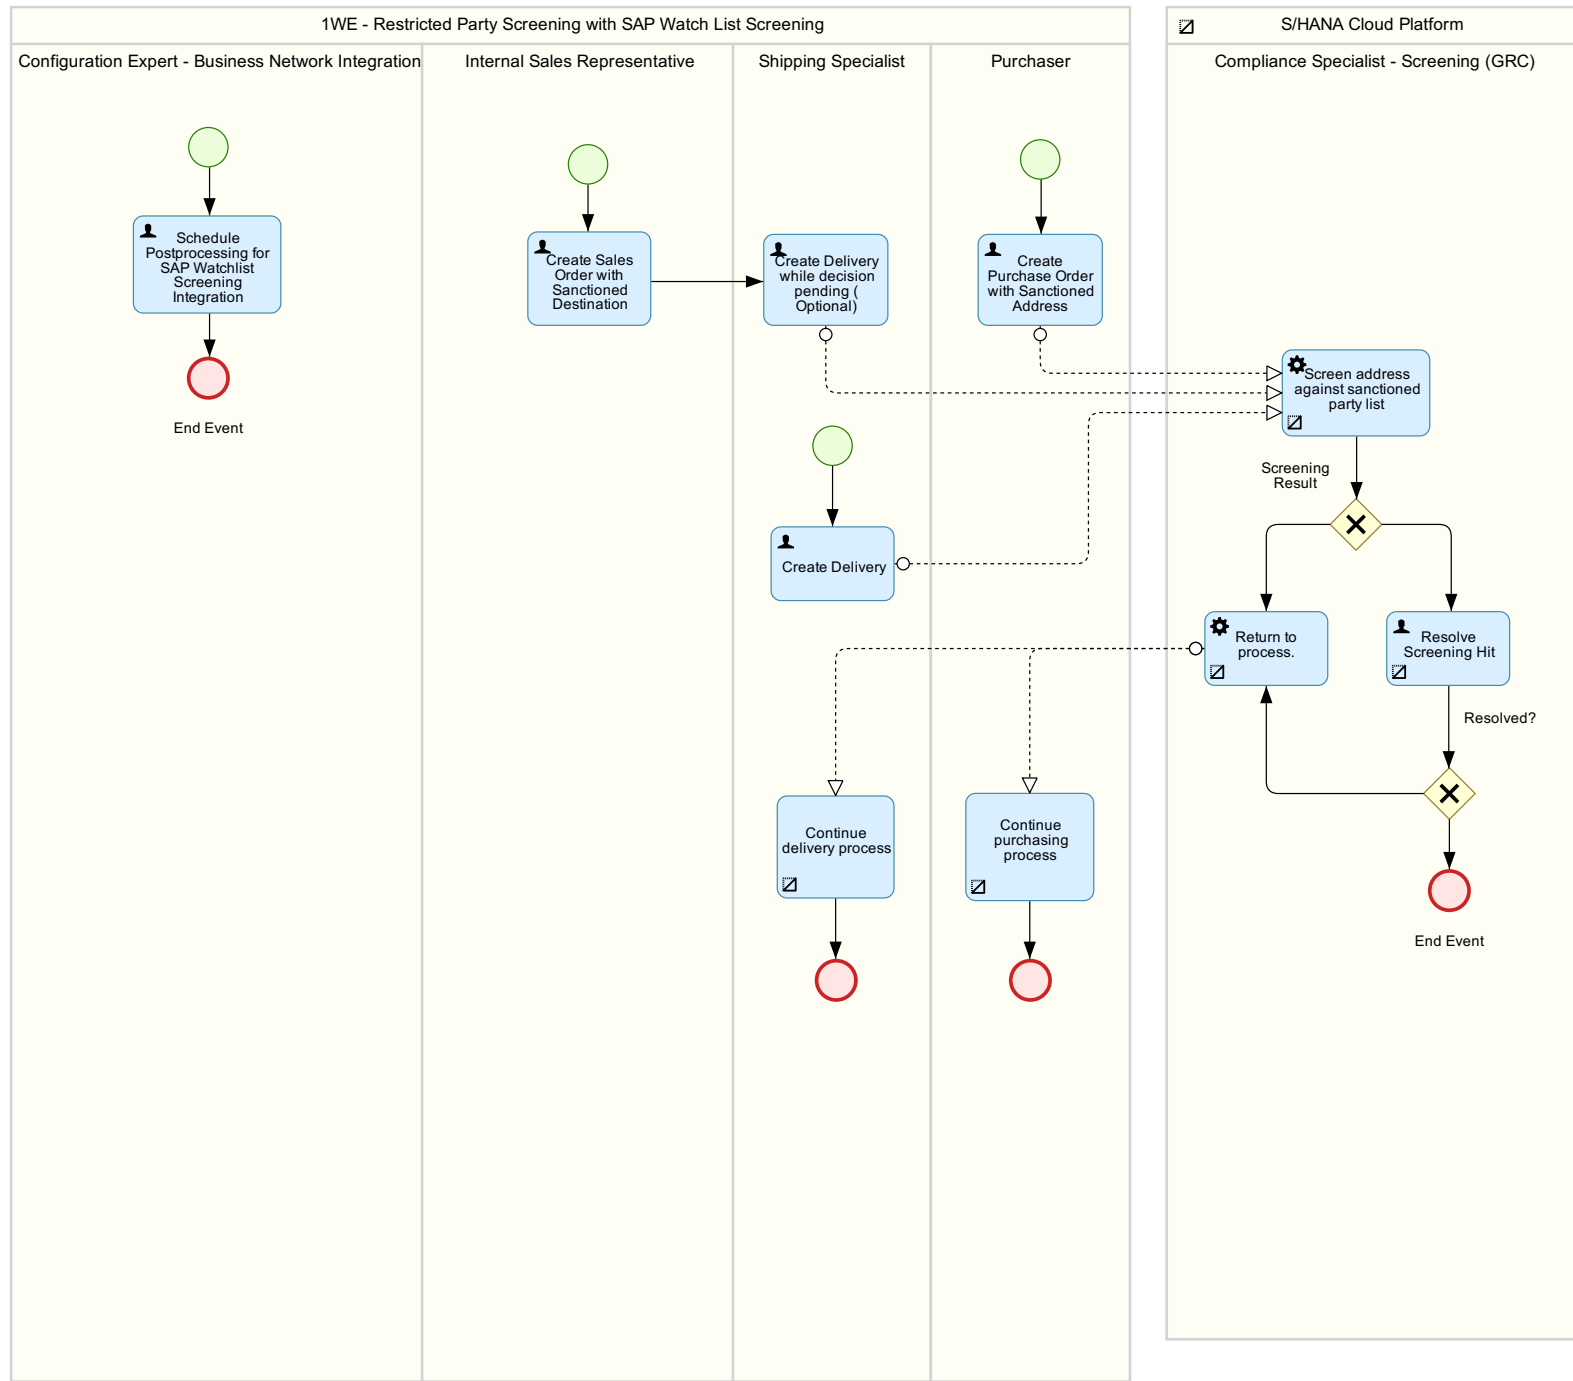 1WE - Restricted Party Screening with SAP Watch List Screening
S/HANA Cloud Platform
Configuration Expert - Business Network Integration
Internal Sales Representative
Shipping Specialist
Purchaser
Compliance Specialist - Screening (GRC)
Schedule
Postprocessing for
SAP Watchlist
Screening
Integration
End Event
Create Sales
Order with
Sanctioned
Destination
Create Delivery
while decision
pending (
Optional)
Create
Purchase Order
with Sanctioned
Address
Screen address
against sanctioned
party list
Screening
Result
Create Delivery
Return to
process.
Resolve
Screening Hit
Resolved?
Continue
delivery process
Continue
purchasing
process
End Event